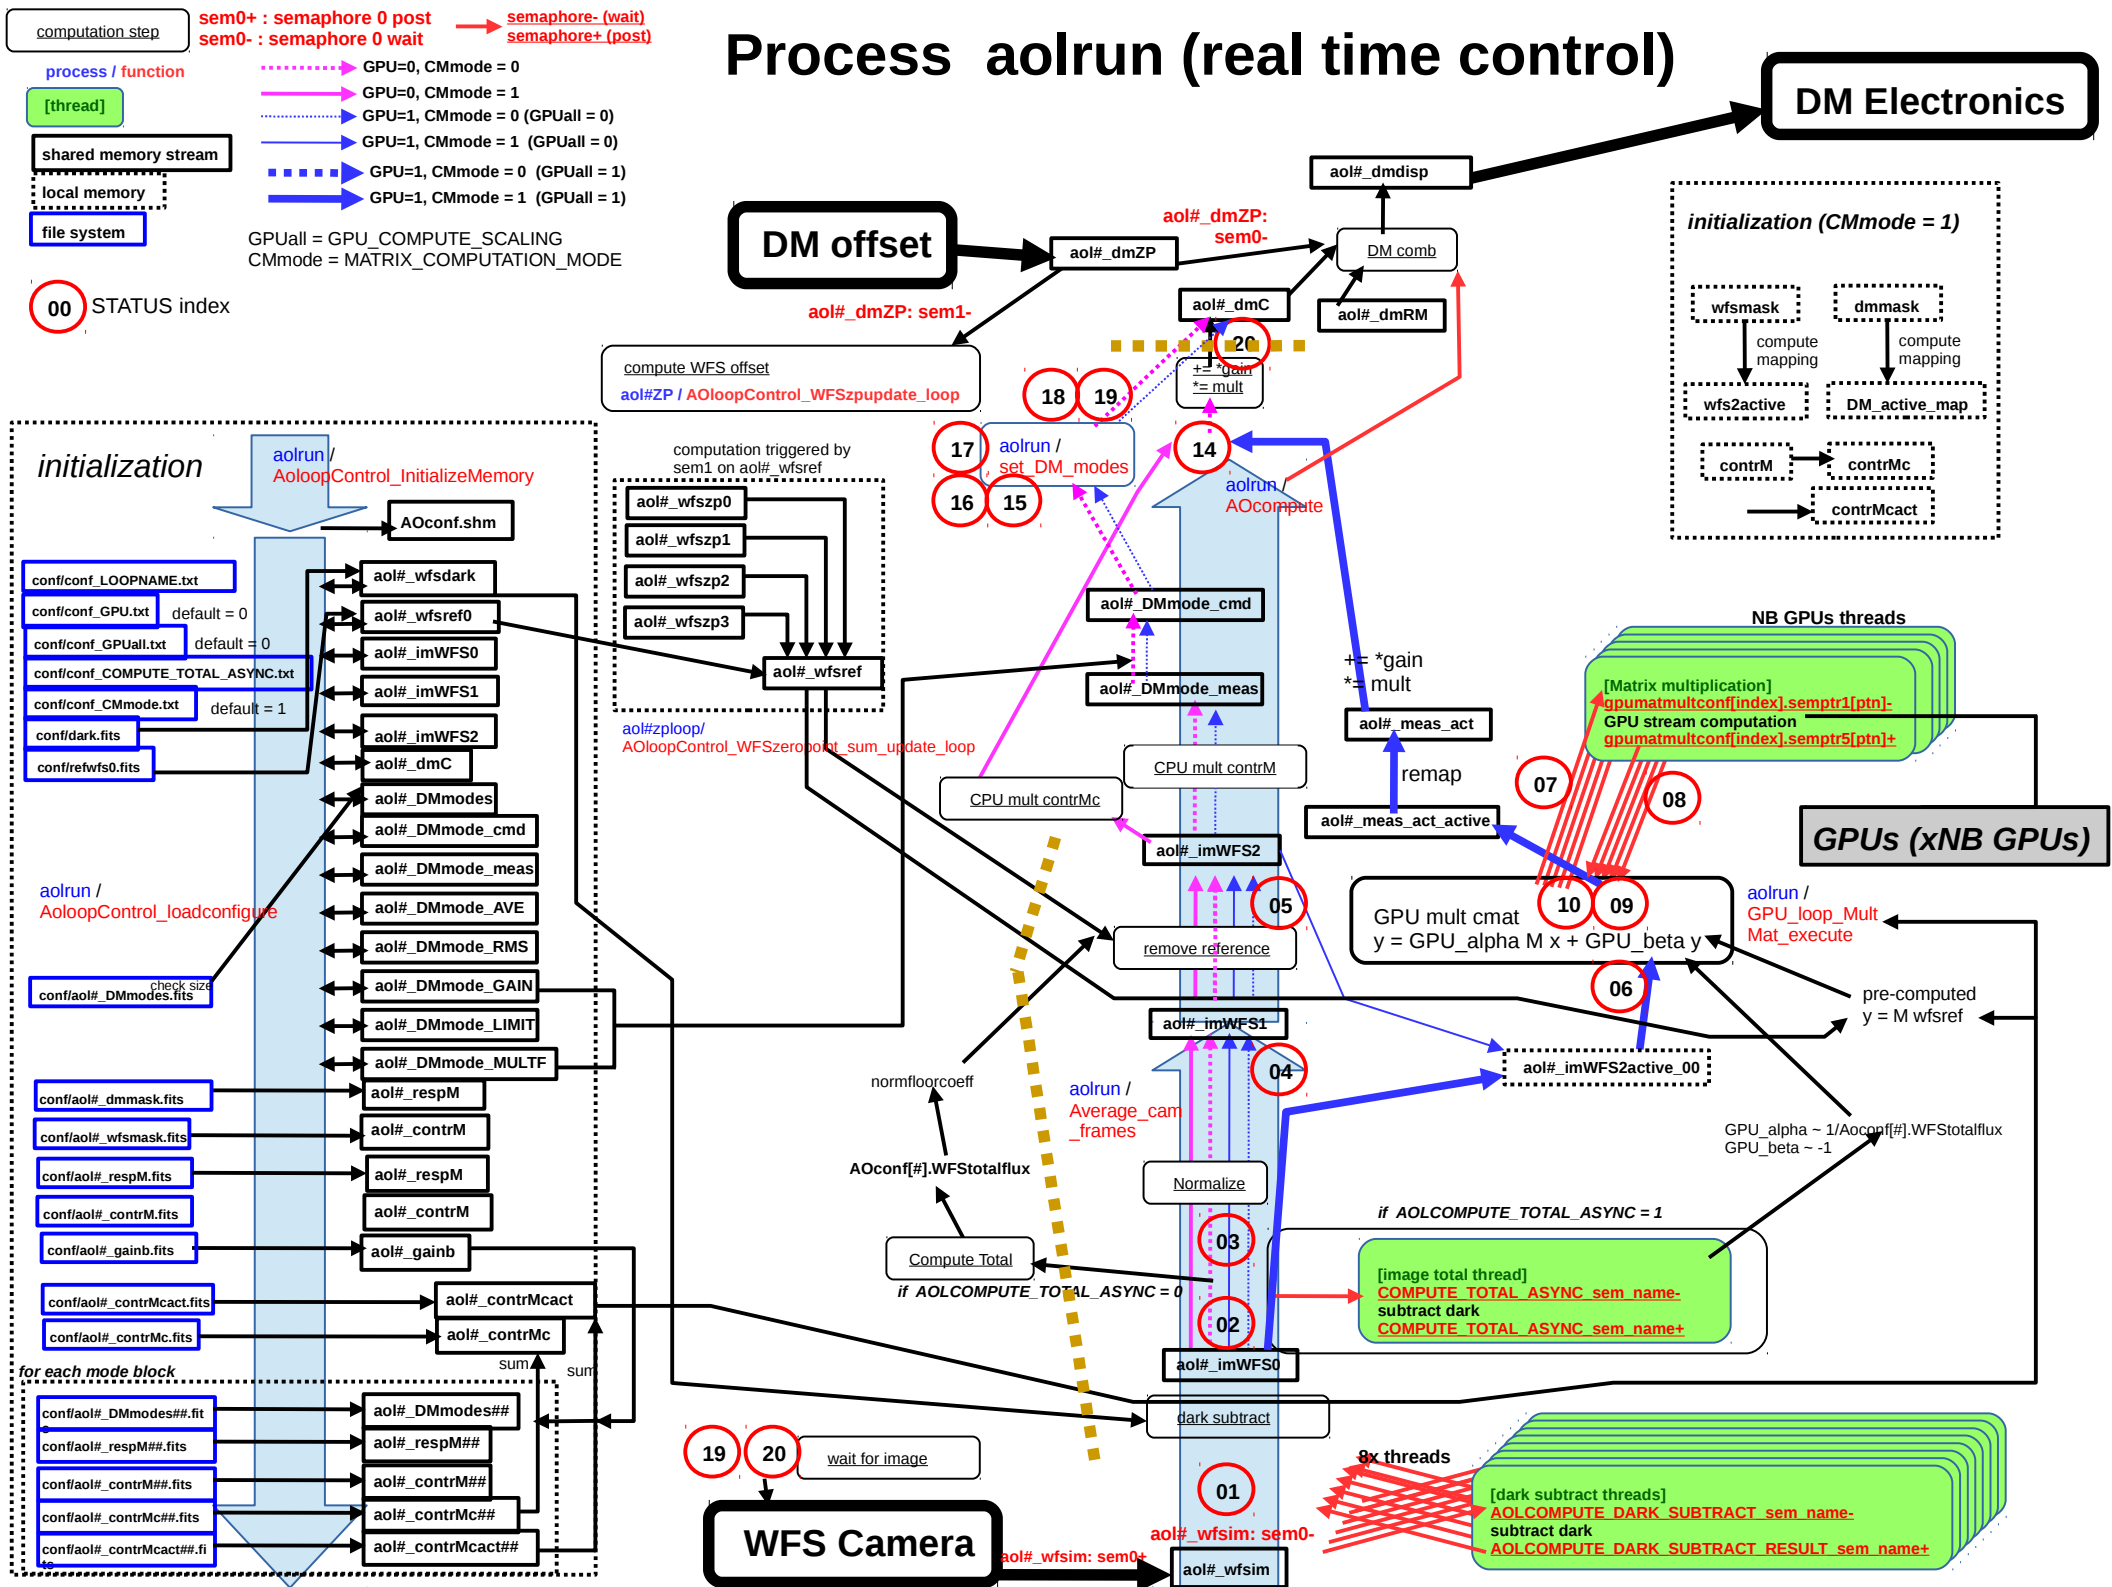 Process aolrun (real time control)
computation step
sem0+ : semaphore 0 post
sem0- : semaphore 0 wait
semaphore- (wait)
semaphore+ (post)
process / function
[thread]
shared memory stream
local memory
file system
GPU=0, CMmode = 0
GPU=0, CMmode = 1
GPU=1, CMmode = 0 (GPUall = 0)
GPU=1, CMmode = 1 (GPUall = 0)
GPU=1, CMmode = 0 (GPUall = 1)
GPU=1, CMmode = 1 (GPUall = 1)
GPUall = GPU_COMPUTE_SCALING
CMmode = MATRIX_COMPUTATION_MODE
00
STATUS index
DM Electronics
aol#_dmdisp
DM offset
aol#_dmZP
aol#_dmZP:
sem0-
DM comb
aol#_dmC
aol#_dmRM
aol#_dmZP: sem1-
compute WFS offset
aol#ZP / AOloopControl_WFSzpupdate_loop
20
+= *gain
*= mult
18
19
17
16
15
14
aolrun /
set_DM_modes
aolrun /
AOcompute
initialization (CMmode = 1)
wfsmask
dmmask
compute
mapping
compute
mapping
wfs2active
DM_active_map
contrM
contrMc
contrMcact
initialization
aolrun /
AoloopControl_InitializeMemory
AOconf.shm
conf/conf_LOOPNAME.txt
conf/conf_GPU.txt
default = 0
conf/conf_GPUall.txt
default = 0
conf/conf_COMPUTE_TOTAL_ASYNC.txt
conf/conf_CMmode.txt
default = 1
conf/dark.fits
conf/refwfs0.fits
aolrun /
AoloopControl_loadconfigure
check size
conf/aol#_DMmodes.fits
conf/aol#_dmmask.fits
conf/aol#_wfsmask.fits
conf/aol#_respM.fits
conf/aol#_contrM.fits
conf/aol#_gainb.fits
conf/aol#_contrMcact.fits
conf/aol#_contrMc.fits
aol#_wfsdark
aol#_wfsref0
aol#_imWFS0
aol#_imWFS1
aol#_imWFS2
aol#_dmC
aol#_DMmodes
aol#_DMmode_cmd
aol#_DMmode_meas
aol#_DMmode_AVE
aol#_DMmode_RMS
aol#_DMmode_GAIN
aol#_DMmode_LIMIT
aol#_DMmode_MULTF
aol#_respM
aol#_contrM
aol#_respM
aol#_contrM
aol#_gainb
aol#_contrMcact
aol#_contrMc
sum
sum
for each mode block
conf/aol#_DMmodes##.fit
s
conf/aol#_respM##.fits
conf/aol#_contrM##.fits
conf/aol#_contrMc##.fits
conf/aol#_contrMcact##.fi
ts
aol#_DMmodes##
aol#_respM##
aol#_contrM##
aol#_contrMc##
aol#_contrMcact##
computation triggered by
sem1 on aol#_wfsref
aol#_wfszp0
aol#_wfszp1
aol#_wfszp2
aol#_wfszp3
aol#_wfsref
aol#zploop/
AOloopControl_WFSzeropoint_sum_update_loop
aol#_DMmode_cmd
aol#_DMmode_meas
CPU mult contrM
CPU mult contrMc
aol#_imWFS2
05
remove reference
aol#_imWFS1
04
normfloorcoeff
aolrun /
Average_cam
_frames
AOconf[#].WFStotalflux
Normalize
03
Compute Total
if AOLCOMPUTE_TOTAL_ASYNC = 0
02
aol#_imWFS0
dark subtract
19
20
wait for image
WFS Camera
01
aol#_wfsim: sem0-
aol#_wfsim: sem0+
aol#_wfsim
+= *gain
*= mult
aol#_meas_act
remap
aol#_meas_act_active
NB GPUs threads
[Matrix multiplication]
gpumatmultconf[index].semptr1[ptn]-
GPU stream computation
gpumatmultconf[index].semptr5[ptn]+
07
08
GPUs (xNB GPUs)
10
09
GPU mult cmat
y = GPU_alpha M x + GPU_beta y
aolrun /
GPU_loop_Mult
Mat_execute
06
pre-computed
y = M wfsref
aol#_imWFS2active_00
GPU_alpha ~ 1/Aoconf[#].WFStotalflux
GPU_beta ~ -1
if AOLCOMPUTE_TOTAL_ASYNC = 1
[image total thread]
COMPUTE_TOTAL_ASYNC_sem_name-
subtract dark
COMPUTE_TOTAL_ASYNC_sem_name+
8x threads
[dark subtract threads]
AOLCOMPUTE_DARK_SUBTRACT_sem_name-
subtract dark
AOLCOMPUTE_DARK_SUBTRACT_RESULT_sem_name+